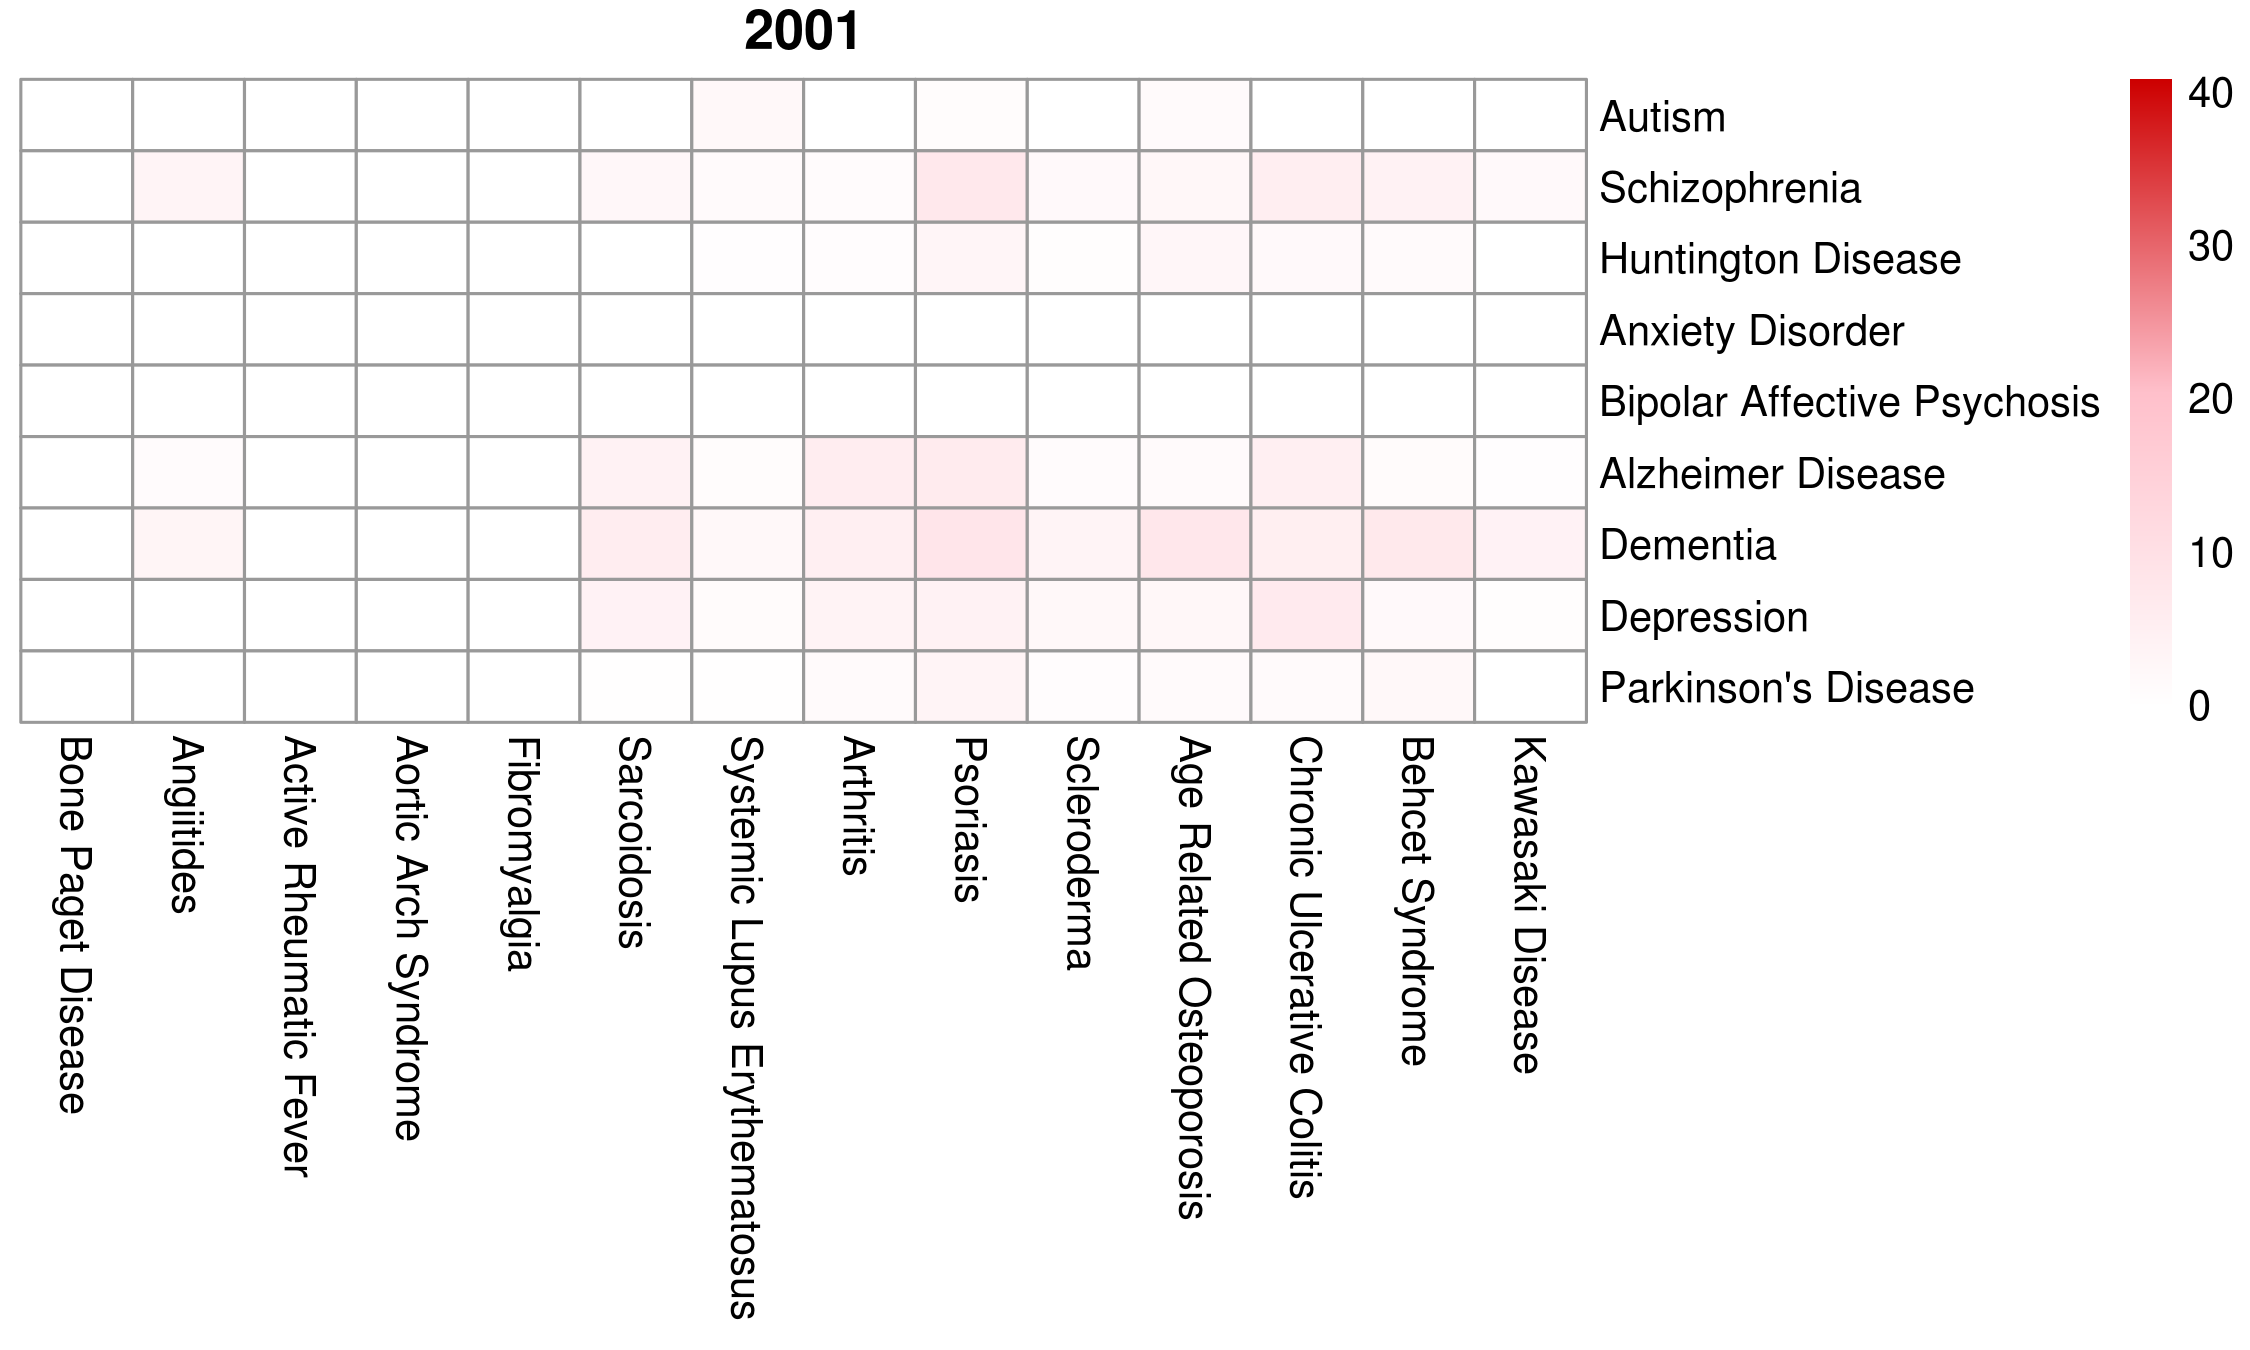 2001
Autism
Schizophrenia
Huntington Disease
Anxiety Disorder
Bipolar Affective Psychosis
Alzheimer Disease
Dementia
Depression
Parkinson's Disease
40
30
20
10
0
Bone Paget Disease
Angiitides
Active Rheumatic Fever
Aortic Arch Syndrome
Fibromyalgia
Sarcoidosis
Systemic Lupus Erythematosus
Arthritis
Psoriasis
Scleroderma
Age Related Osteoporosis
Chronic Ulcerative Colitis
Behcet Syndrome
Kawasaki Disease